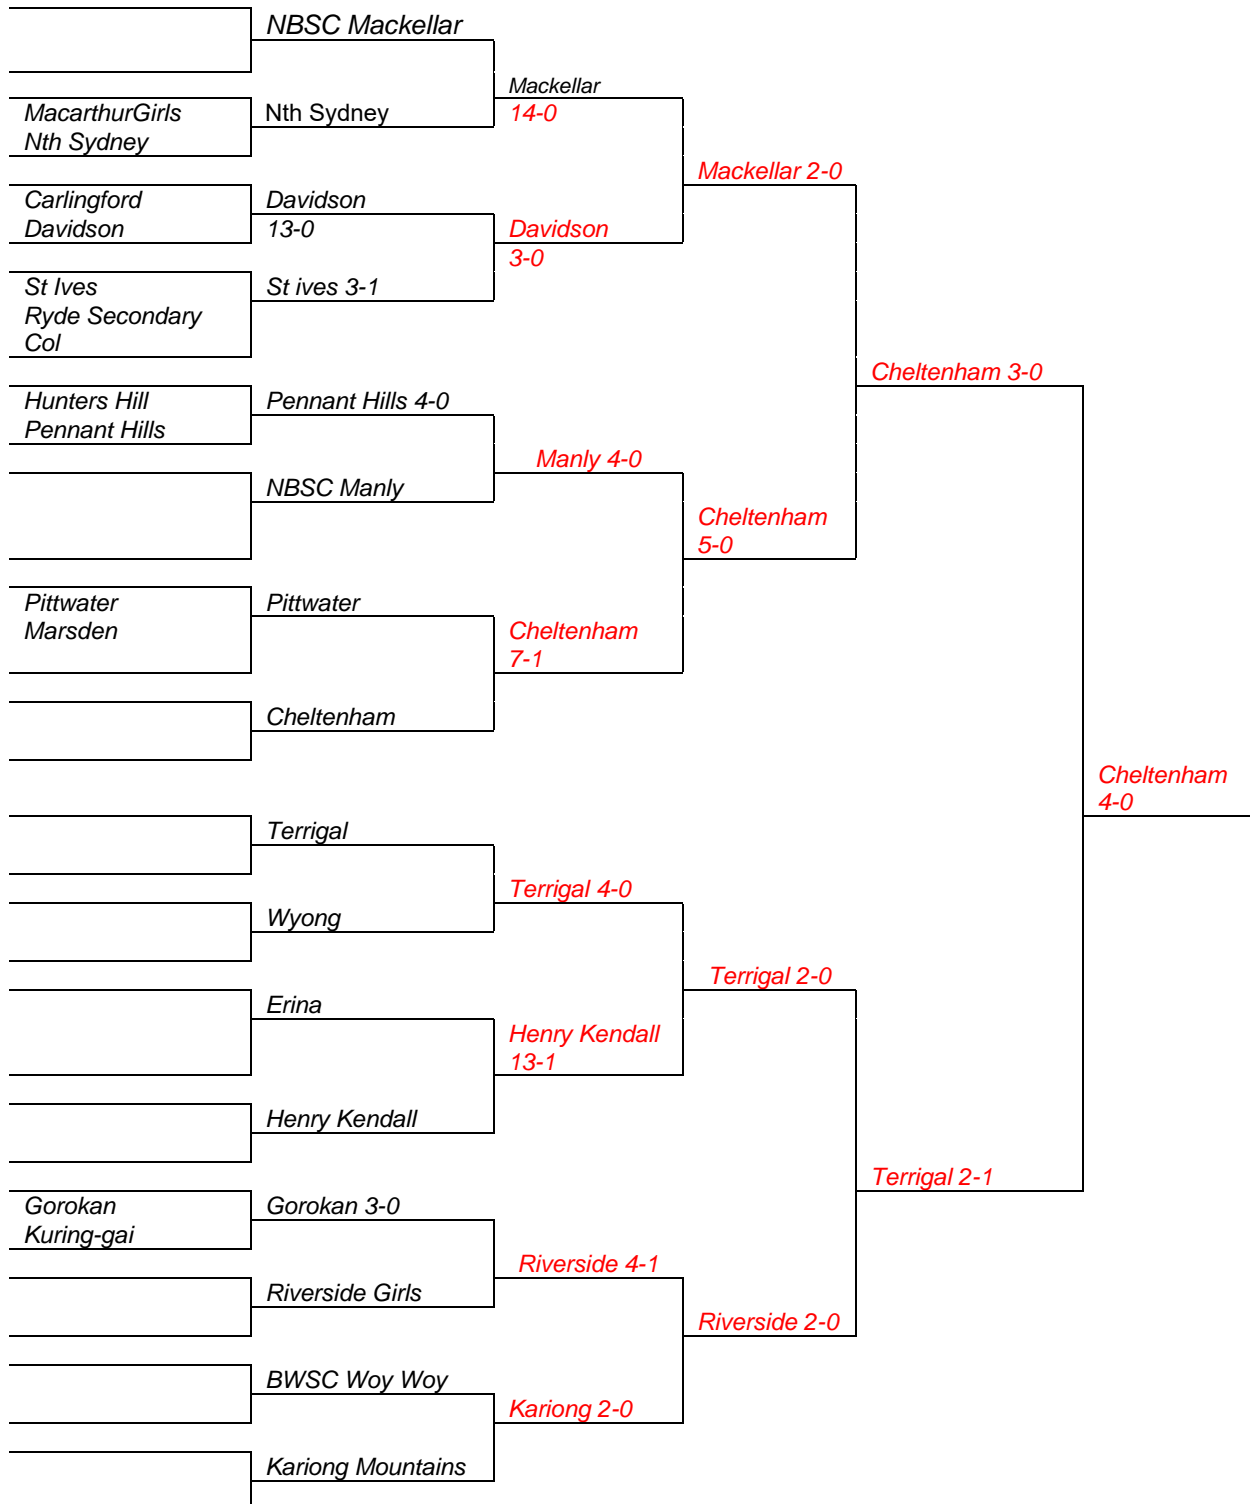 NBSC Mackellar
MacarthurGirls
Nth Sydney
Nth Sydney
Mackellar
14-0
Mackellar 2-0
Carlingford
Davidson
Davidson
13-0
Davidson
3-0
St Ives
Ryde Secondary
Col
St ives 3-1
Cheltenham 3-0
Hunters Hill
Pennant Hills
Pennant Hills 4-0
Manly 4-0
NBSC Manly
Cheltenham
5-0
Pittwater
Marsden
Pittwater
Cheltenham
7-1
Cheltenham
Cheltenham
4-0
Terrigal
Terrigal 4-0
Wyong
Terrigal 2-0
Erina
Henry Kendall
13-1
Henry Kendall
Terrigal 2-1
Gorokan
Kuring-gai
Gorokan 3-0
Riverside 4-1
Riverside Girls
Riverside 2-0
BWSC Woy Woy
Kariong 2-0
Kariong Mountains